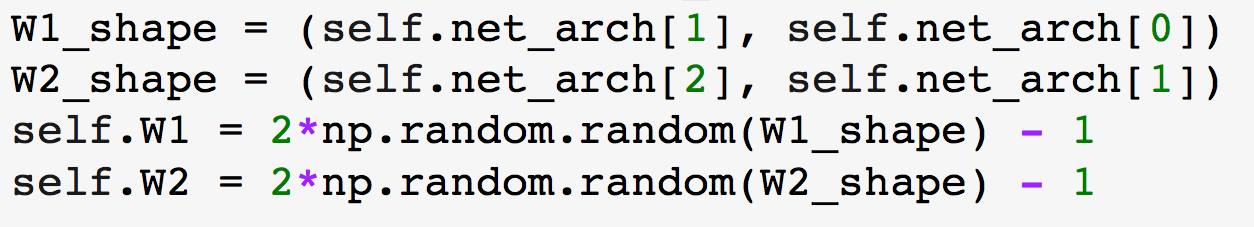 W1_shape = (self.net_arch[1], self.net_arch[0])
W2_shape = (self.net_arch[2], self.net_arch[1])
self.W1 = 2*np.random.random(W1_shape) - 1
self.W2 = 2*np.random.random(W2_shape) - 1